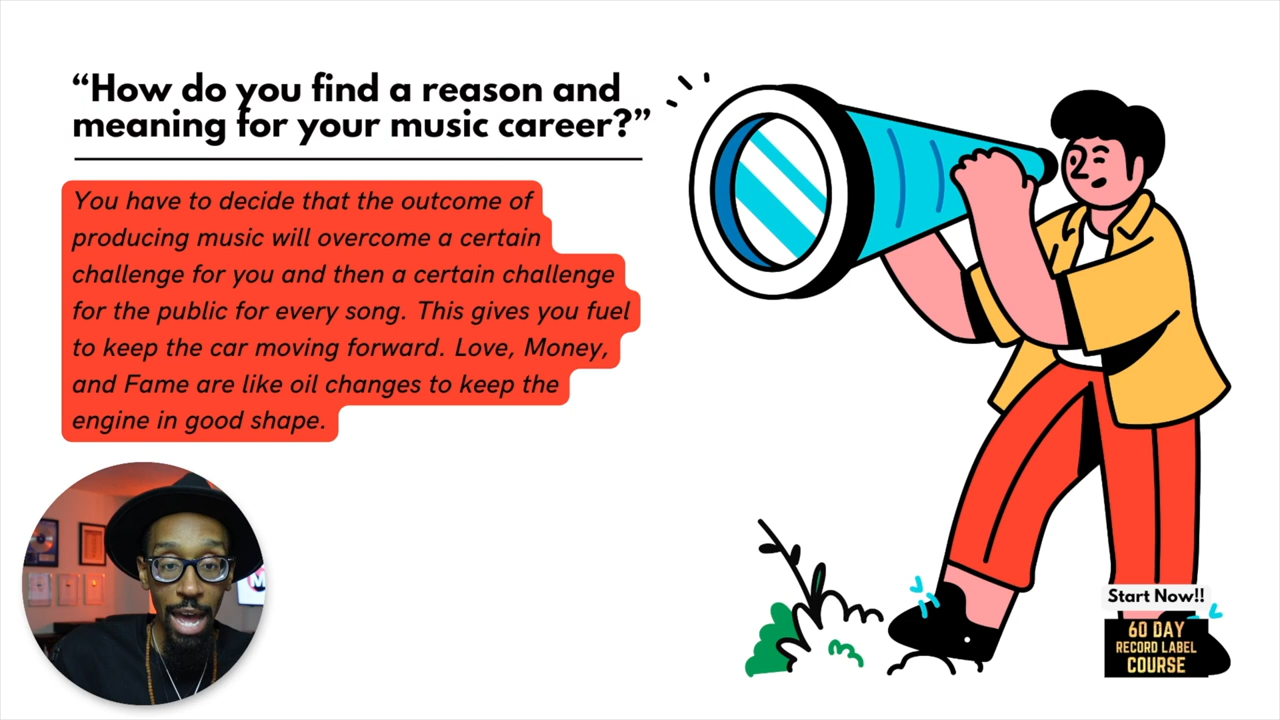 “How do you find a reason and
meaning for your music career?”
You have to decide that the outcome of
producing music will overcome a certain
challenge for you and then a certain challenge
for the public for every song. This gives you fuel
to keep the car moving forward. Love, Money,
and Fame are like oil changes to keep the
engine in good shape.
Start Now!!
60 DAY
RECORD LABEL
COURSE